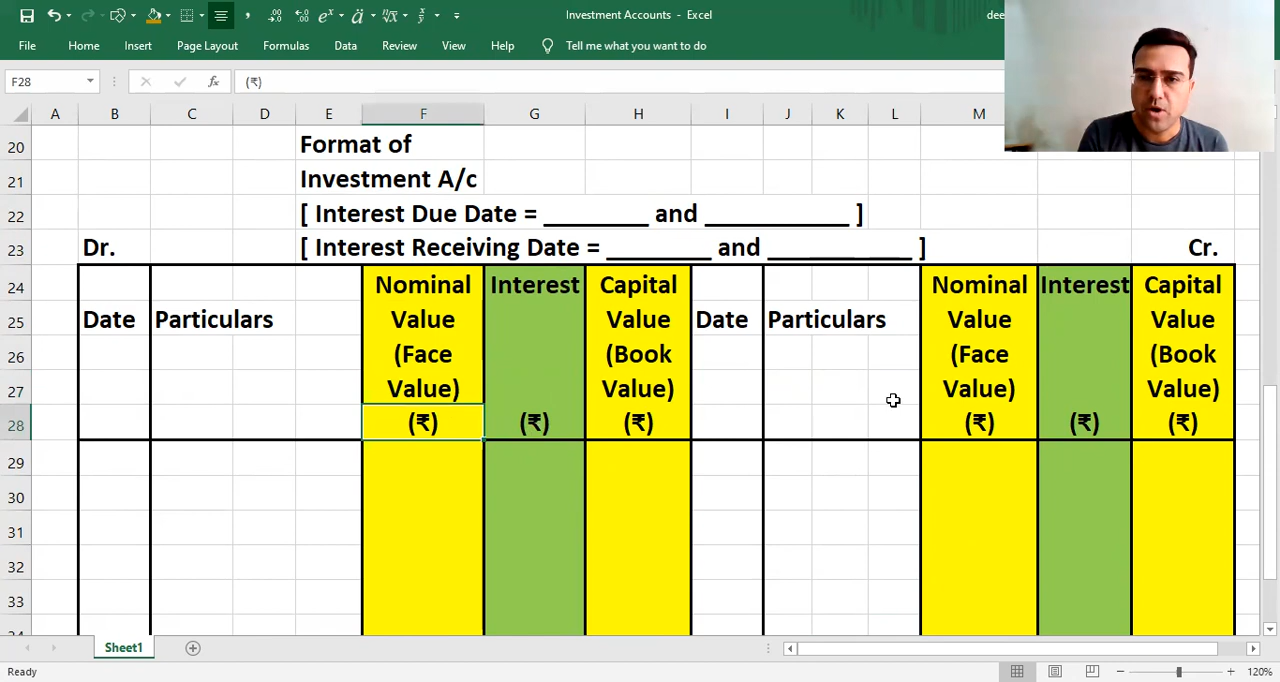 Investment Accounts - Excel
dee
File Home Insert Page Layout Formulas Data Review View Help Tell me what you want to do
F28 fx (₹)
A B C D E F G H I J K L M
20 Format of
21 Investment A/c
22 [ Interest Due Date = ________ and ___________ ]
23 Dr. [ Interest Receiving Date = ________ and ___________ ] Cr.
24 Nominal Interest Capital Nominal Interest Capital
25 Date Particulars Value Value Date Particulars Value Value
26 (Face (Book (Face (Book
27 Value) Value) Value) Value)
28 (₹) (₹) (₹) (₹) (₹) (₹)
29
30
31
32
33
Sheet1
Ready 120%